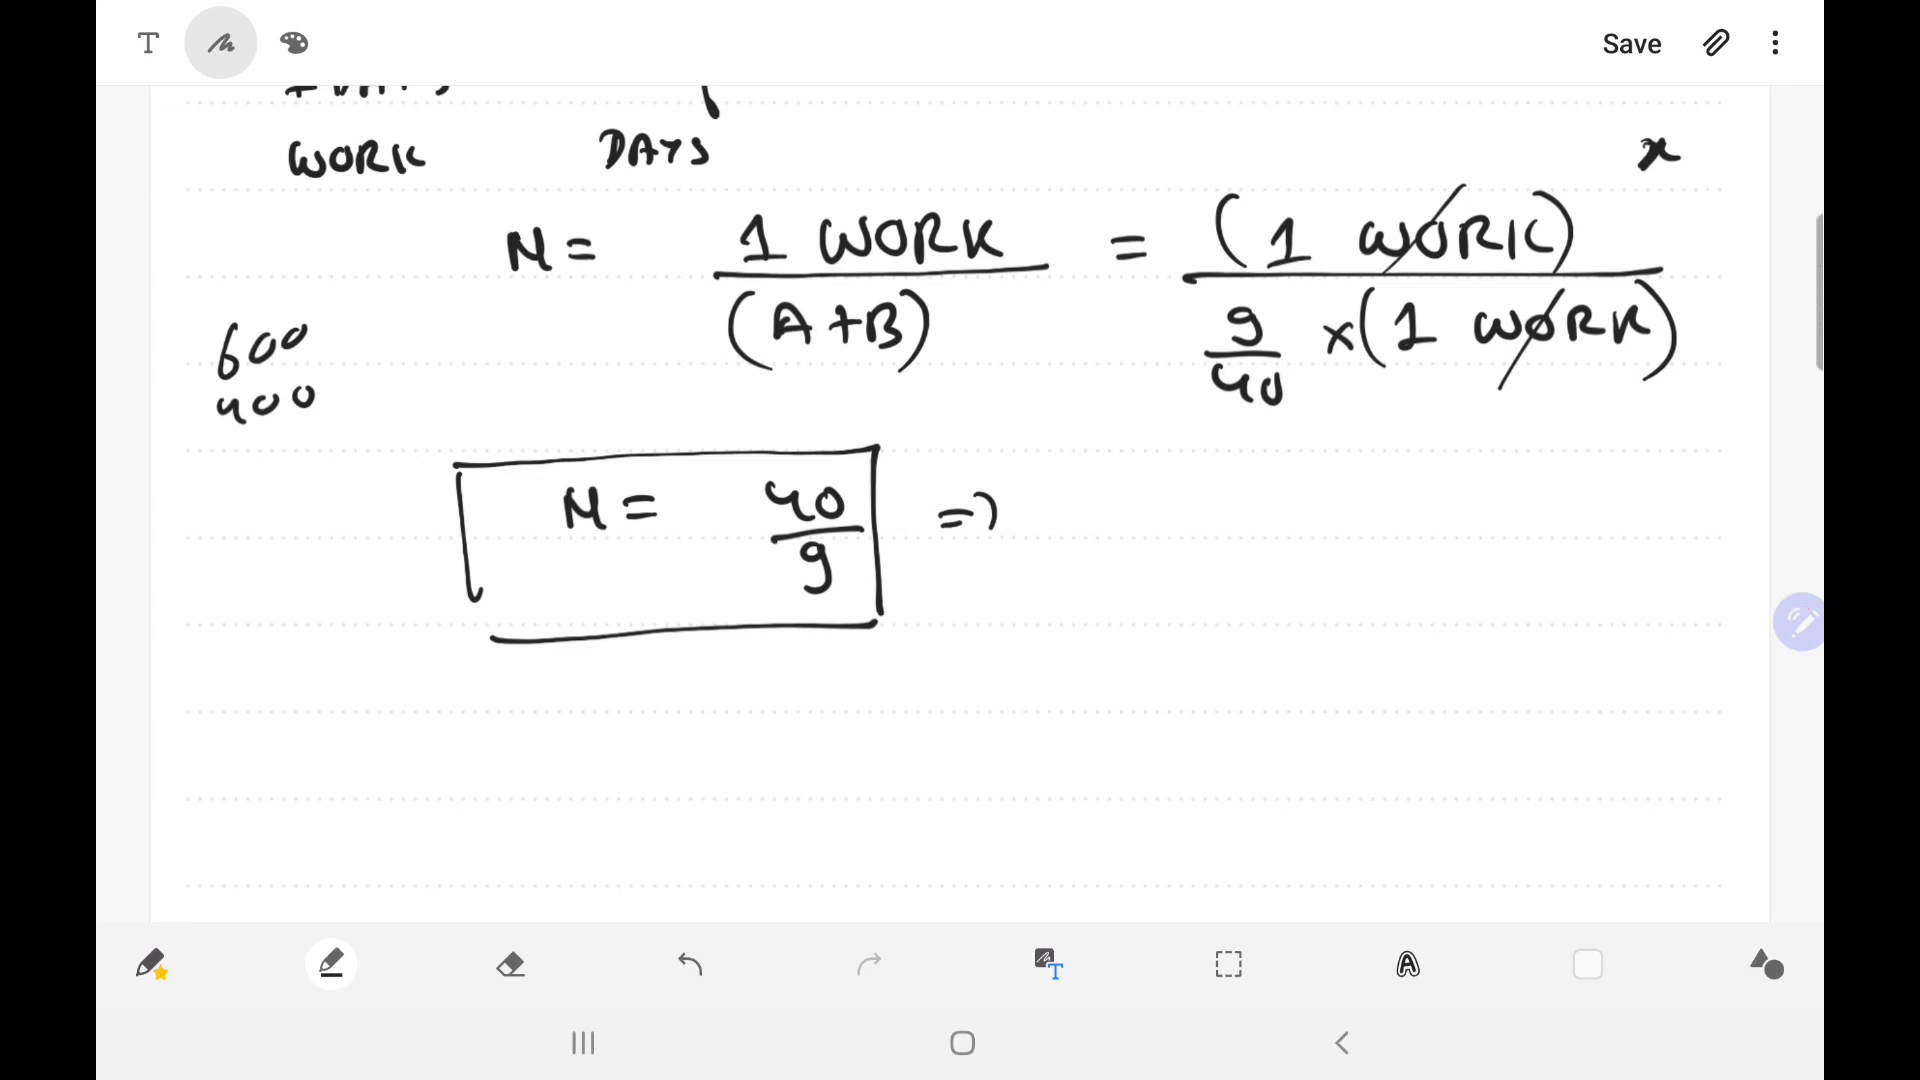 Save
WORK DAYS x
N = 1 WORK / (A+B) = (1 WORK) / 9/40 x (1 WORK)
600
400
N = 40/9 =>